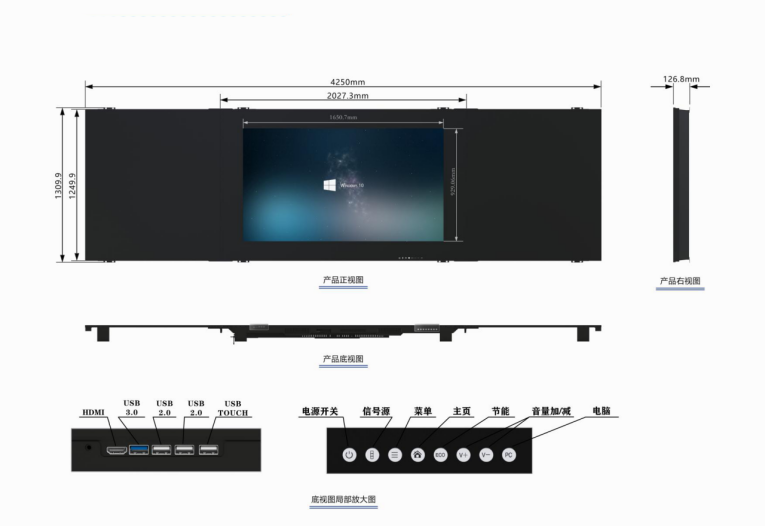 4250mm
2027.3mm
1650.7mm
126.8mm
1309.9
1249.9
929.06mm
Windows 10
产品正视图
产品右视图
产品底视图
HDMI
USB 3.0
USB 2.0
USB 2.0
USB TOUCH
电源开关 信号源 菜单 主页 节能 音量加/减 电脑
ECO V+ V− PC
底视图局部放大图